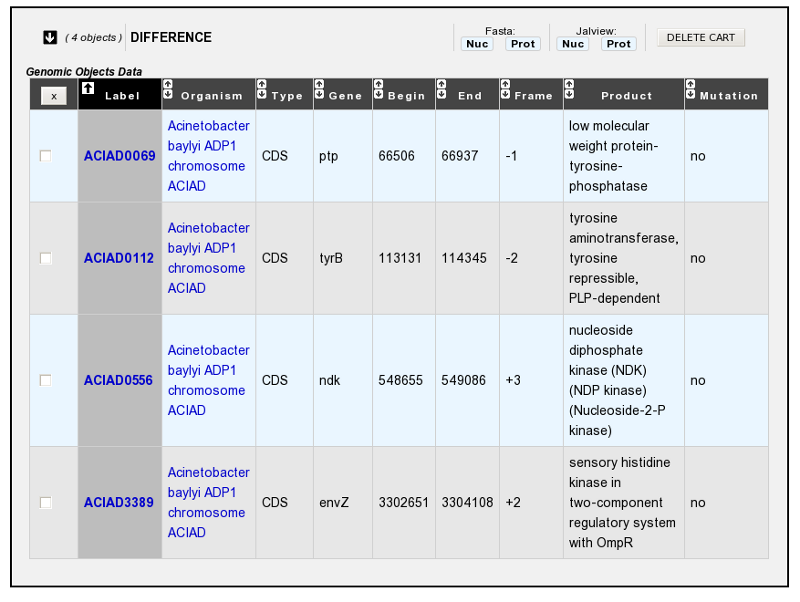 ( 4 objects ) DIFFERENCE
Fasta:
Nuc Prot
Jalview:
Nuc Prot
DELETE CART
Genomic Objects Data
x Label Organism Type Gene Begin End Frame Product Mutation
ACIAD0069
Acinetobacter
baylyi ADP1
chromosome
ACIAD
CDS
ptp
66506
66937
-1
low molecular
weight protein-
tyrosine-
phosphatase
no
ACIAD0112
Acinetobacter
baylyi ADP1
chromosome
ACIAD
CDS
tyrB
113131
114345
-2
tyrosine
aminotransferase,
tyrosine
repressible,
PLP-dependent
no
ACIAD0556
Acinetobacter
baylyi ADP1
chromosome
ACIAD
CDS
ndk
548655
549086
+3
nucleoside
diphosphate
kinase (NDK)
(NDP kinase)
(Nucleoside-2-P
kinase)
no
ACIAD3389
Acinetobacter
baylyi ADP1
chromosome
ACIAD
CDS
envZ
3302651
3304108
+2
sensory histidine
kinase in
two-component
regulatory system
with OmpR
no